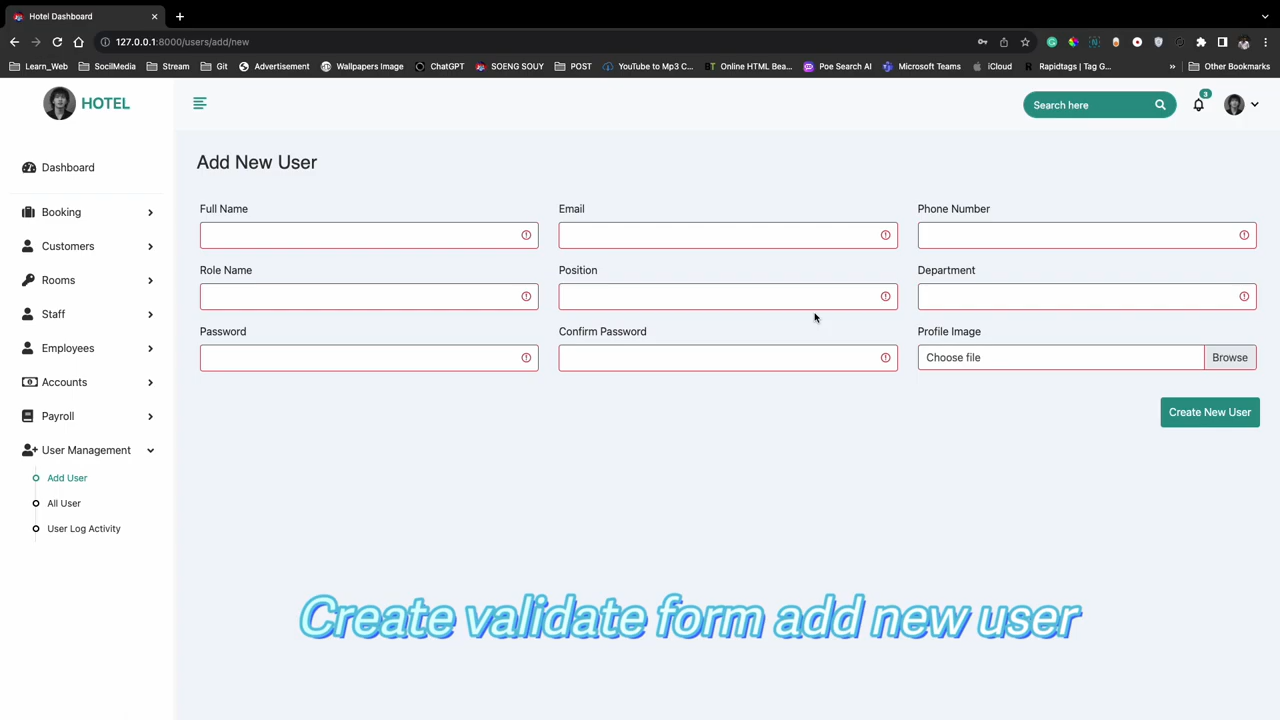 Hotel Dashboard
127.0.0.1:8000/users/add/new
Learn_Web
SocilMedia
Stream
Git
Advertisement
Wallpapers Image
ChatGPT
SOENG SOUY
POST
YouTube to Mp3 C...
Online HTML Bea...
Poe Search AI
Microsoft Teams
iCloud
Rapidtags | Tag G...
»
Other Bookmarks
HOTEL
Search here
3
Dashboard
Booking
Customers
Rooms
Staff
Employees
Accounts
Payroll
User Management
Add User
All User
User Log Activity
Add New User
Full Name
Email
Phone Number
Role Name
Position
Department
Password
Confirm Password
Profile Image
Choose file
Browse
Create New User
Create validate form add new user